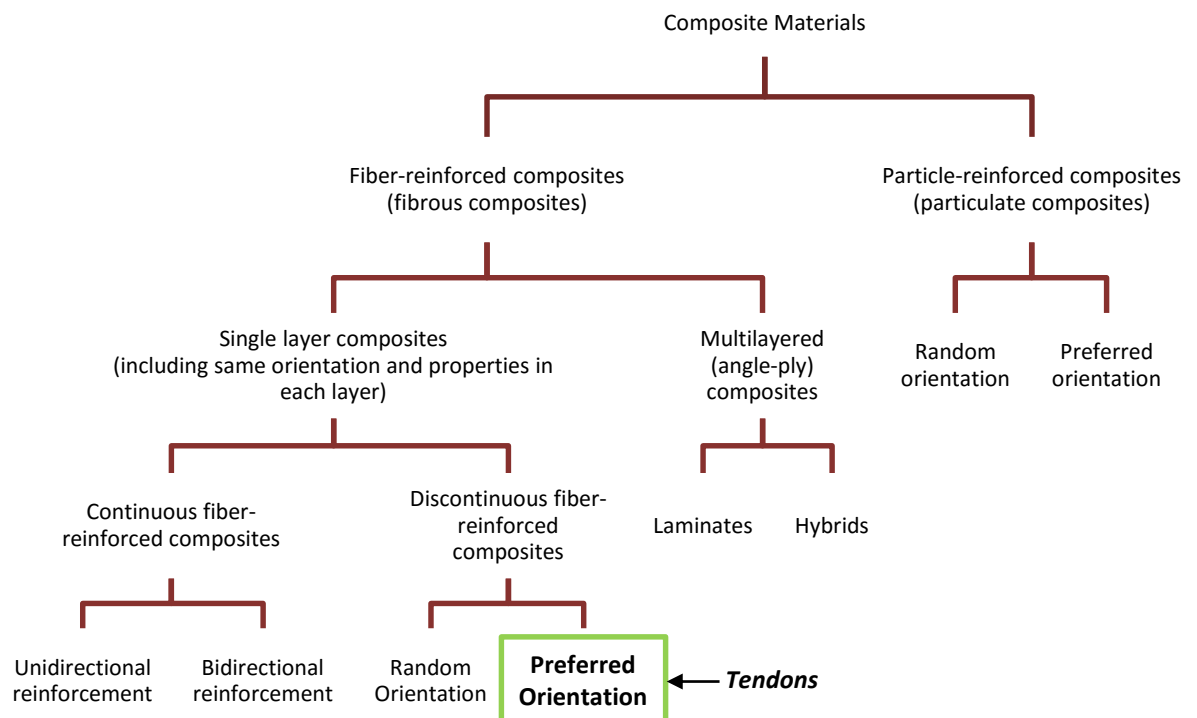 Composite Materials
Fiber-reinforced composites
(fibrous composites)
Particle-reinforced composites
(particulate composites)
Single layer composites
(including same orientation and properties in
each layer)
Multilayered
(angle-ply)
composites
Random
orientation
Preferred
orientation
Continuous fiber-
reinforced composites
Discontinuous fiber-
reinforced
composites
Laminates
Hybrids
Unidirectional
reinforcement
Bidirectional
reinforcement
Random
Orientation
Preferred
Orientation
Tendons